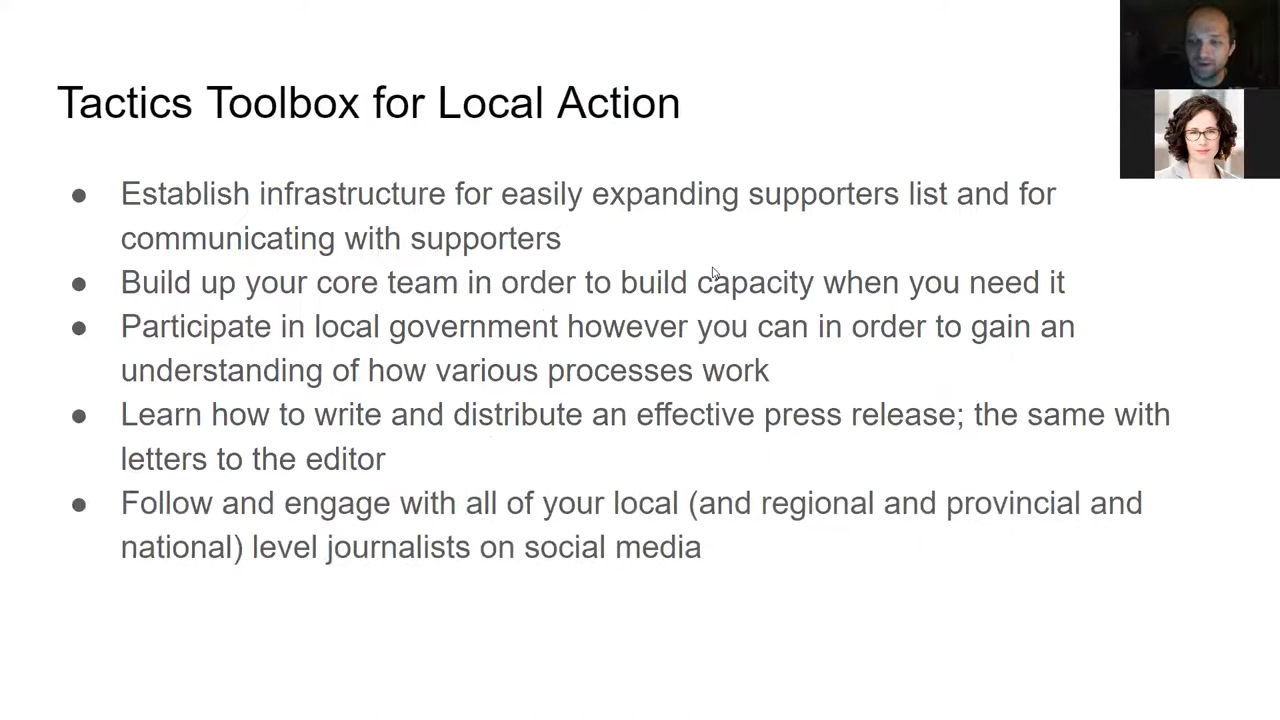 Tactics Toolbox for Local Action
● Establish infrastructure for easily expanding supporters list and for
communicating with supporters
● Build up your core team in order to build capacity when you need it
● Participate in local government however you can in order to gain an
understanding of how various processes work
● Learn how to write and distribute an effective press release; the same with
letters to the editor
● Follow and engage with all of your local (and regional and provincial and
national) level journalists on social media